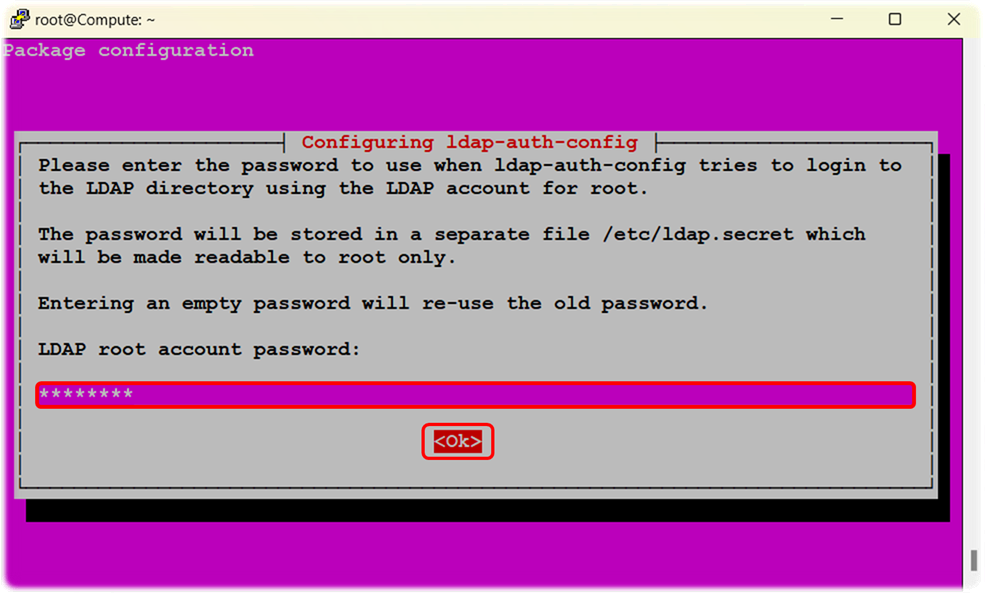 root@Compute: ~
Package configuration
Configuring ldap-auth-config
Please enter the password to use when ldap-auth-config tries to login to
the LDAP directory using the LDAP account for root.
The password will be stored in a separate file /etc/ldap.secret which
will be made readable to root only.
Entering an empty password will re-use the old password.
LDAP root account password:
********
<Ok>